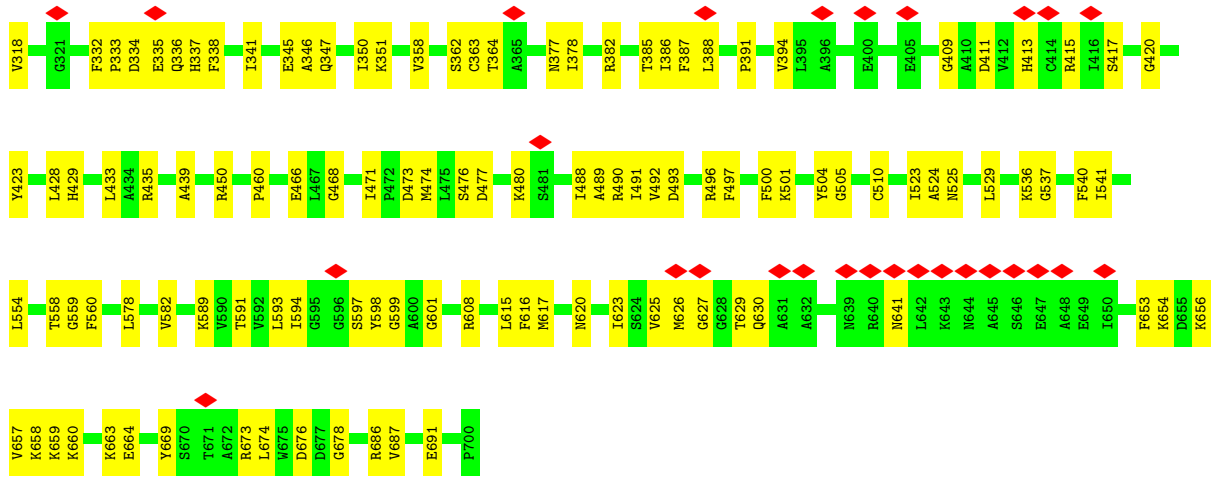 V318 G321 F332 P333 D334 E335 Q336 H337 F338 I341 E345 A346 Q347 I350 K351 V358 S362 C363 T364 A365 N377 I378 R382 T385 I386 F387 L388 P391 V394 L395 A396 E400 E405 G409 A410 D411 V412 H413 C414 R415 I416 S417 G420
Y423 L428 H429 L433 A434 R435 A439 R450 P460 E466 L467 G468 I471 P472 D473 M474 L475 S476 D477 K480 S481 I488 A489 R490 I491 V492 D493 R496 F497 F500 K501 Y504 G505 C510 I523 A524 N525 L529 K536 G537 F540 I541
L554 T558 G559 F560 L578 V582 K589 V590 T591 V592 L593 I594 G595 G596 S597 Y598 G599 A600 G601 R608 L615 F616 M617 N620 I623 S624 V625 M626 G627 G628 T629 Q630 A631 A632 N639 R640 N641 L642 K643 N644 A645 S646 E647 A648 E649 I650 F653 K654 D655 K656
V657 K658 K659 K660 K663 E664 Y669 S670 T671 A672 R673 L674 W675 D676 D677 G678 R686 V687 E691 P700